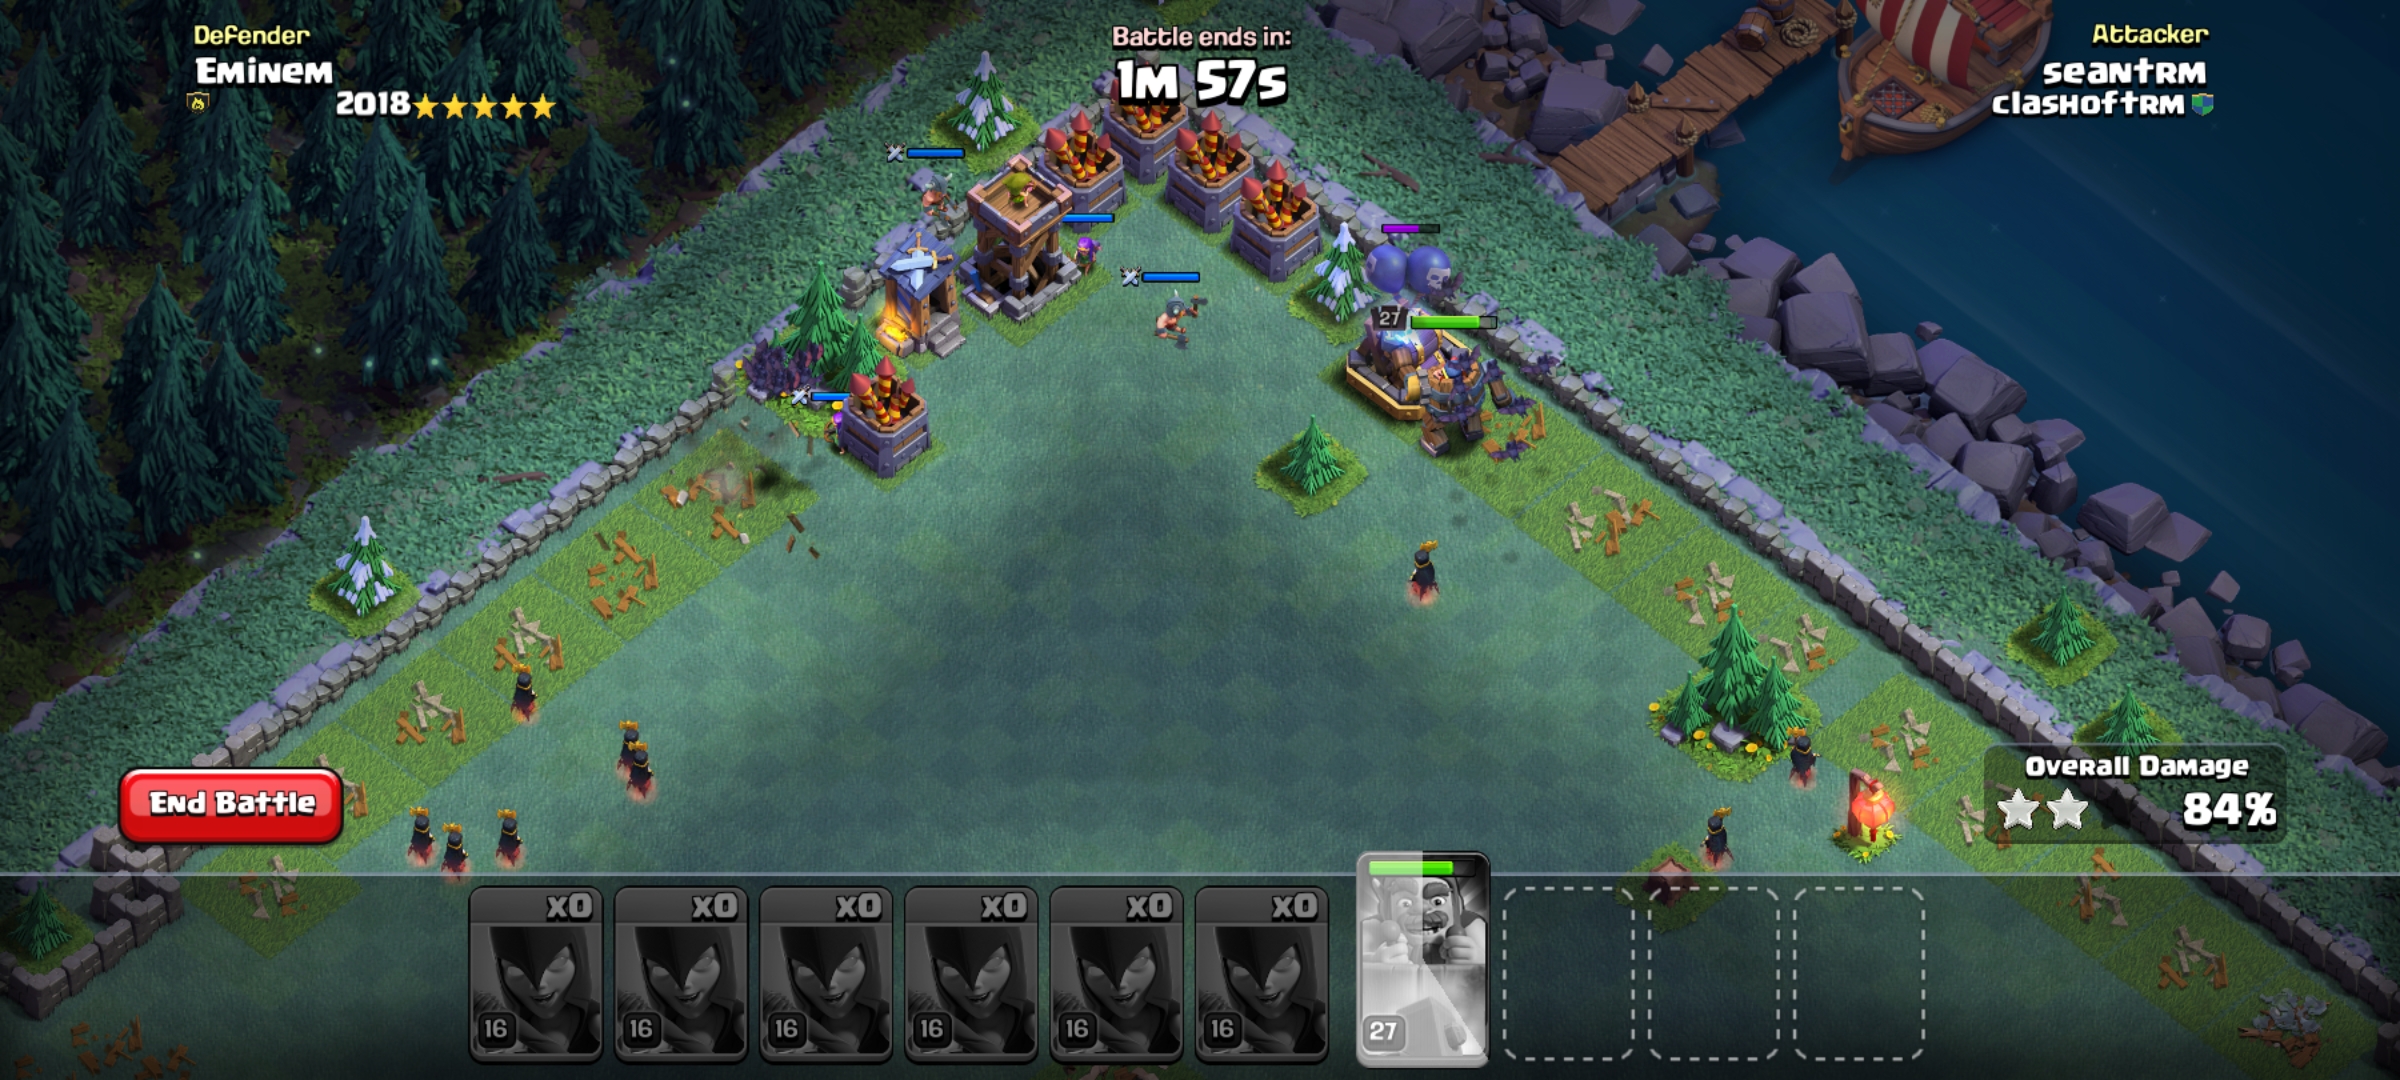 Defender
Eminem
2018
Battle ends in:
1M 57s
Attacker
seantrm
clashoftrm
27
End Battle
Overall Damage
84%
x0
x0
x0
x0
x0
x0
16
16
16
16
16
16
27